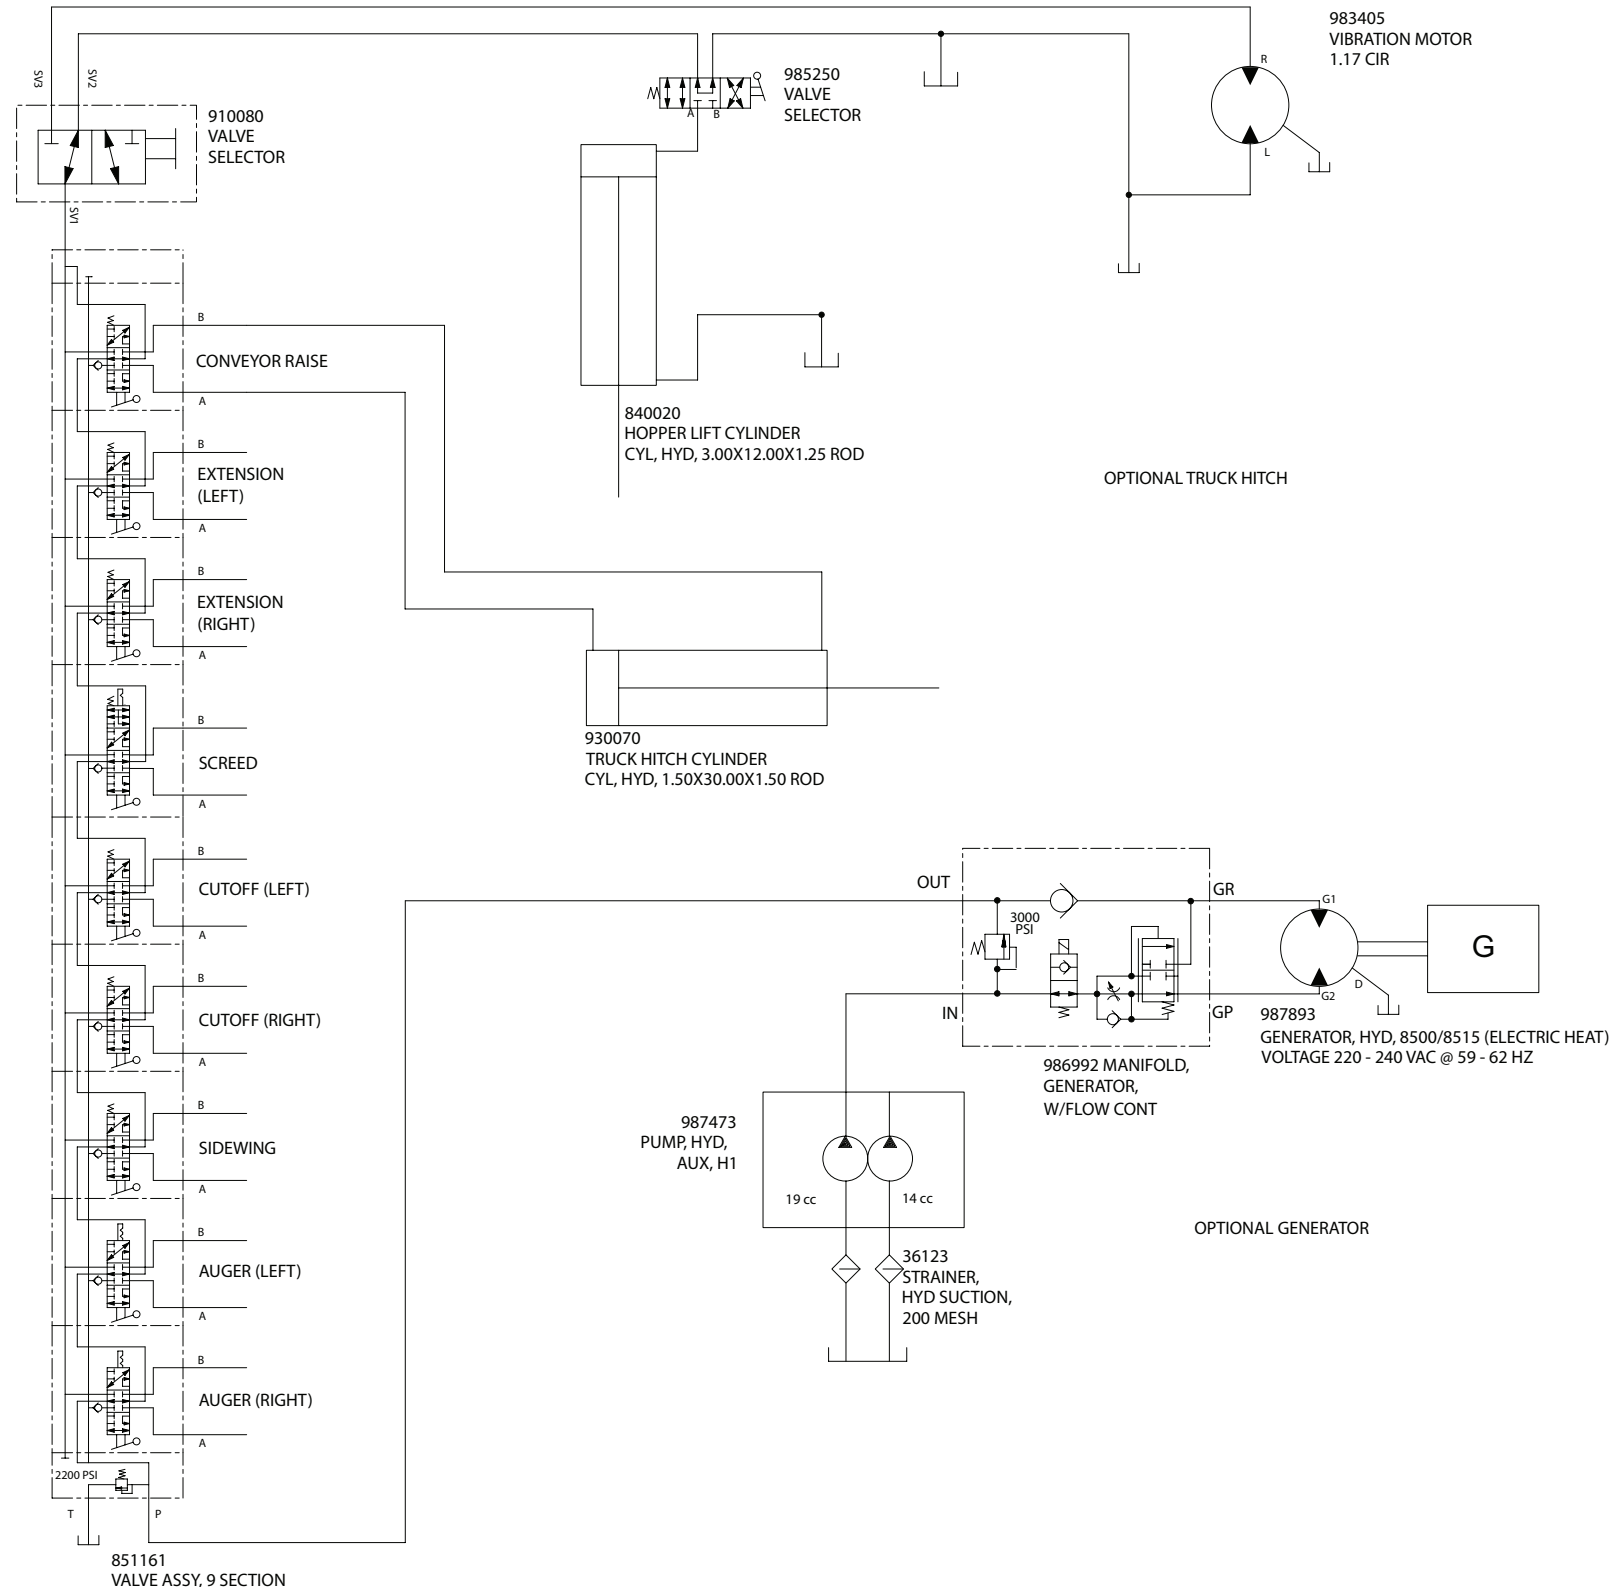 983405
VIBRATION MOTOR
1.17 CIR
R
L
SV3
SV2
985250
VALVE
SELECTOR
A
B
910080
VALVE
SELECTOR
SV1
B
CONVEYOR RAISE
A
840020
HOPPER LIFT CYLINDER
CYL, HYD, 3.00X12.00X1.25 ROD
B
EXTENSION
(LEFT)
A
OPTIONAL TRUCK HITCH
B
EXTENSION
(RIGHT)
A
B
SCREED
A
930070
TRUCK HITCH CYLINDER
CYL, HYD, 1.50X30.00X1.50 ROD
B
CUTOFF (LEFT)
A
OUT
GR
3000
PSI
G1
G
IN
GP
G2
D
987893
GENERATOR, HYD, 8500/8515 (ELECTRIC HEAT)
VOLTAGE 220 - 240 VAC @ 59 - 62 HZ
986992 MANIFOLD,
GENERATOR,
W/FLOW CONT
B
CUTOFF (RIGHT)
A
987473
PUMP, HYD,
AUX, H1
19 cc
14 cc
B
SIDEWING
A
OPTIONAL GENERATOR
36123
STRAINER,
HYD SUCTION,
200 MESH
B
AUGER (LEFT)
A
B
AUGER (RIGHT)
A
2200 PSI
T
P
851161
VALVE ASSY, 9 SECTION